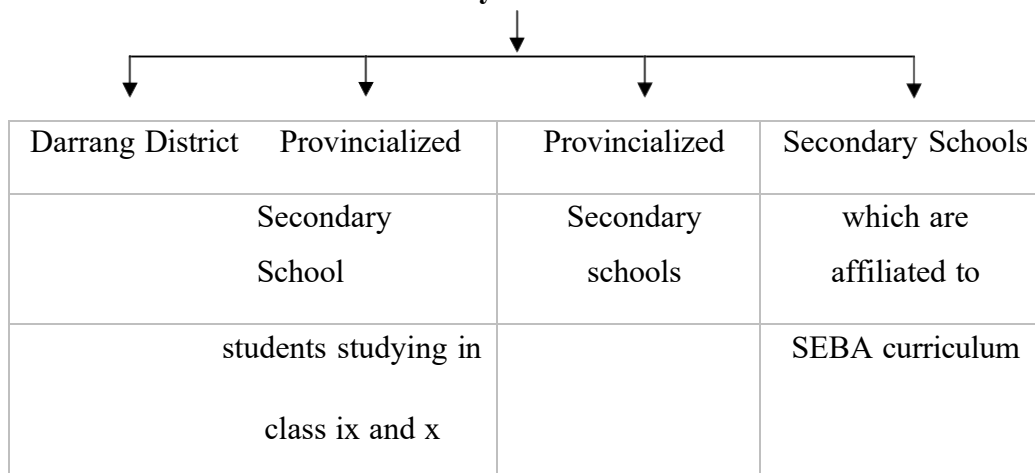 Darrang District Provincialized Provincialized Secondary Schools
Secondary Secondary which are
School schools affiliated to
students studying in SEBA curriculum
class ix and x